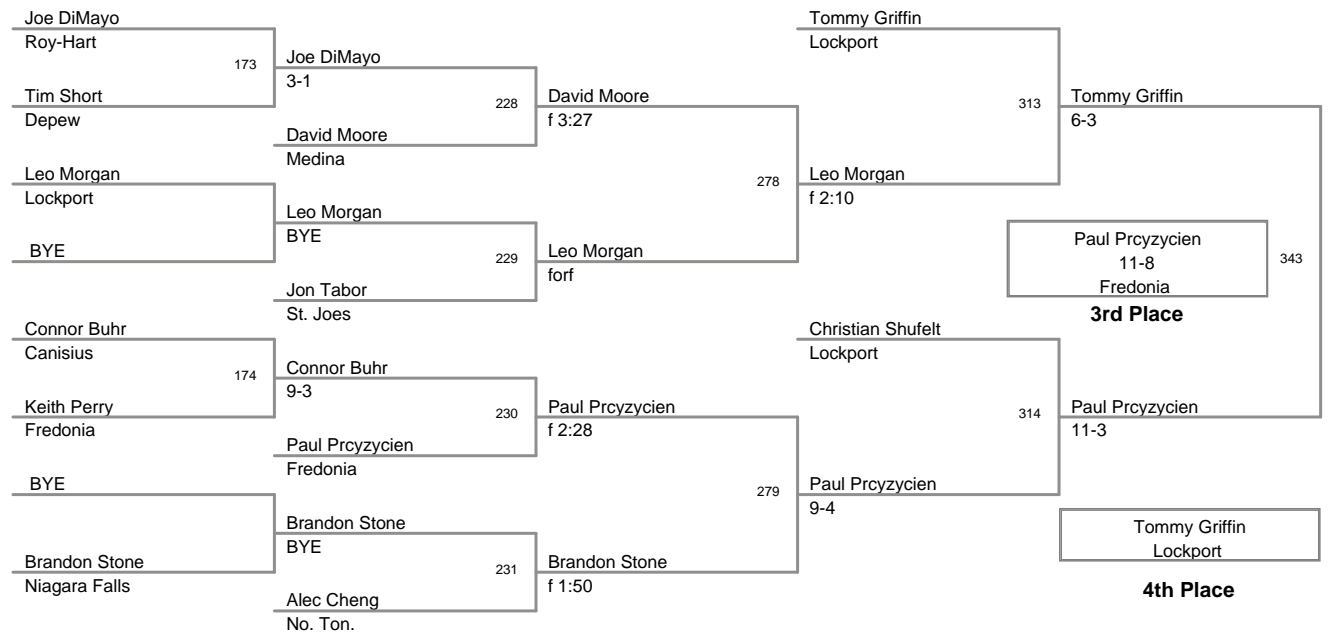 Joe DiMayo
Roy-Hart
173
Tim Short
Depew
Leo Morgan
Lockport
BYE
Connor Buhr
Canisius
174
Keith Perry
Fredonia
BYE
Brandon Stone
Niagara Falls
Joe DiMayo
3-1
228
David Moore
Medina
Leo Morgan
BYE
229
Jon Tabor
St. Joes
Connor Buhr
9-3
230
Paul Prcyzycien
Fredonia
Brandon Stone
BYE
231
Alec Cheng
No. Ton.
David Moore
f 3:27
278
Leo Morgan
forf
Paul Prcyzycien
f 2:28
279
Brandon Stone
f 1:50
Tommy Griffin
Lockport
313
Leo Morgan
f 2:10
Christian Shufelt
Lockport
314
Paul Prcyzycien
9-4
Tommy Griffin
6-3
Paul Prcyzycien
11-8
Fredonia
343
3rd Place
Paul Prcyzycien
11-3
Tommy Griffin
Lockport
4th Place